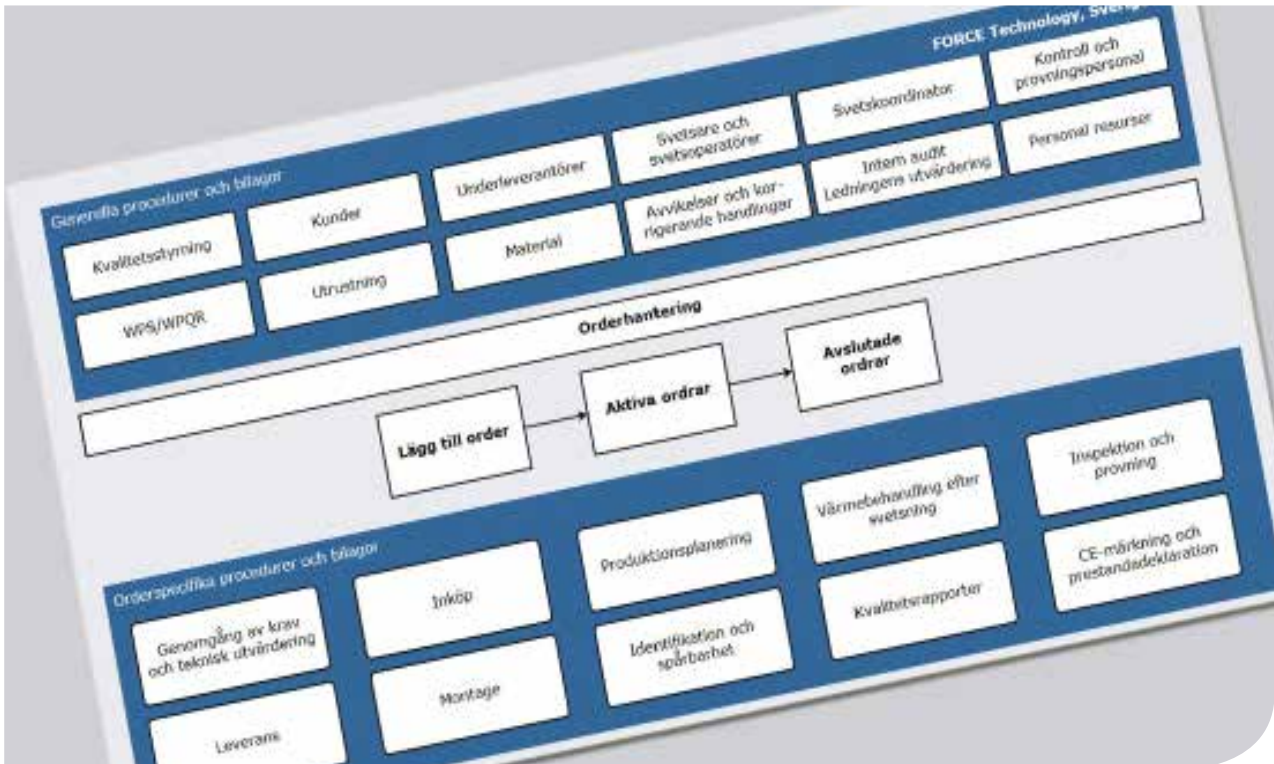 FORCE Technology, Sverig
Generella procedurer och bilagor
Kvalitetsstyrning
Kunder
Underleverantörer
Svetsare och
svetsoperatörer
Svetskoordinator
Kontroll och
provningspersonal
WPS/WPQR
Utrustning
Material
Avvikelser och kor-
rigerande handlingar
Intern audit
Ledningens utvärdering
Personal resurser
Orderhantering
Lägg till order
Aktiva ordrar
Avslutade
ordrar
Orderspecifika procedurer och bilagor
Genomgång av krav
och teknisk utvärdering
Inköp
Produktionsplanering
Värmebehandling efter
svetsning
Inspektion och
provning
Leverans
Montage
Identifikation och
spårbarhet
Kvalitetsrapporter
CE-märkning och
prestandadeklaration